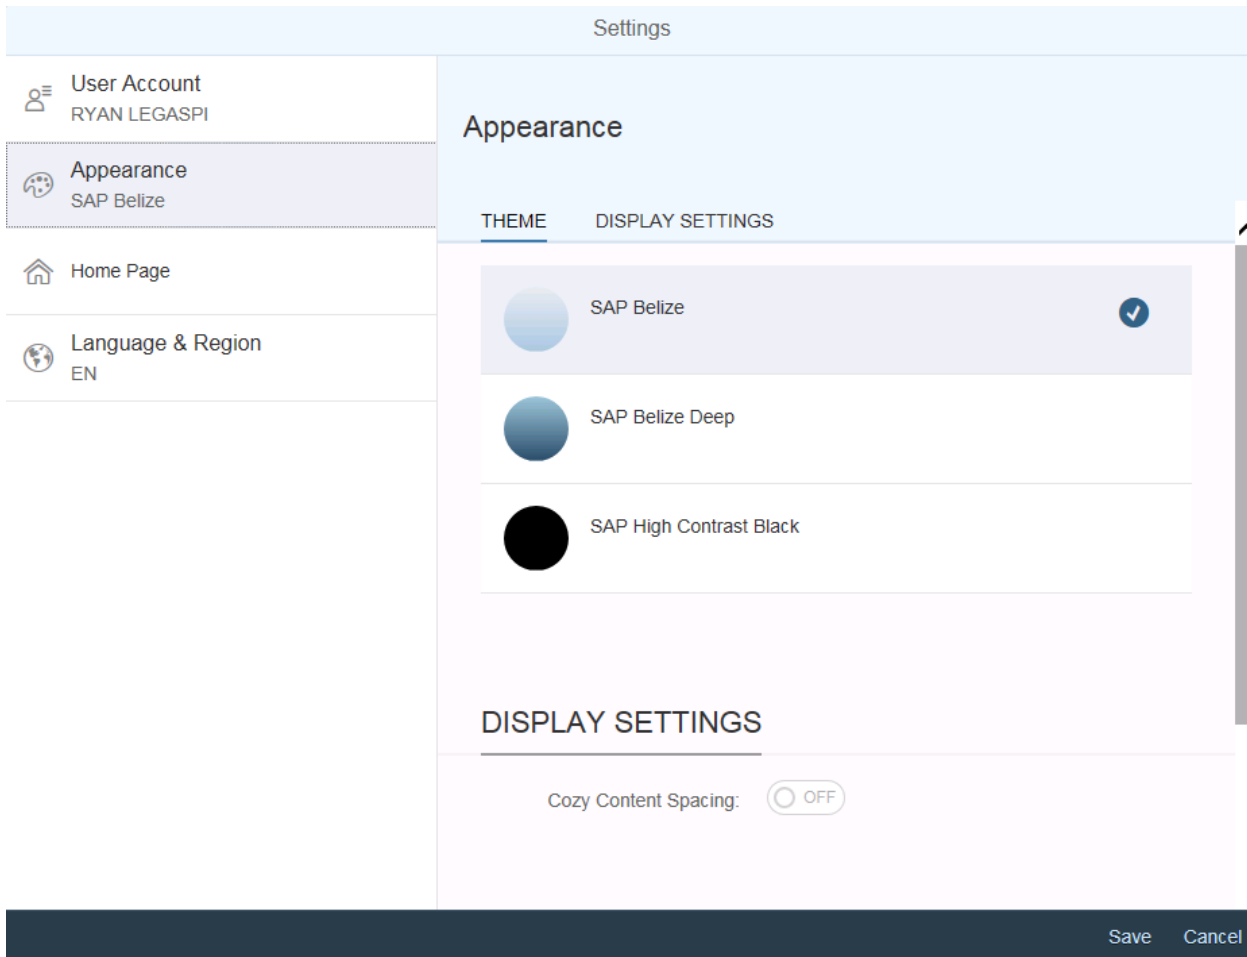 Settings
User Account
RYAN LEGASPI
Appearance
SAP Belize
Home Page
Language & Region
EN
Appearance
THEME DISPLAY SETTINGS
SAP Belize
SAP Belize Deep
SAP High Contrast Black
DISPLAY SETTINGS
Cozy Content Spacing: OFF
Save Cancel